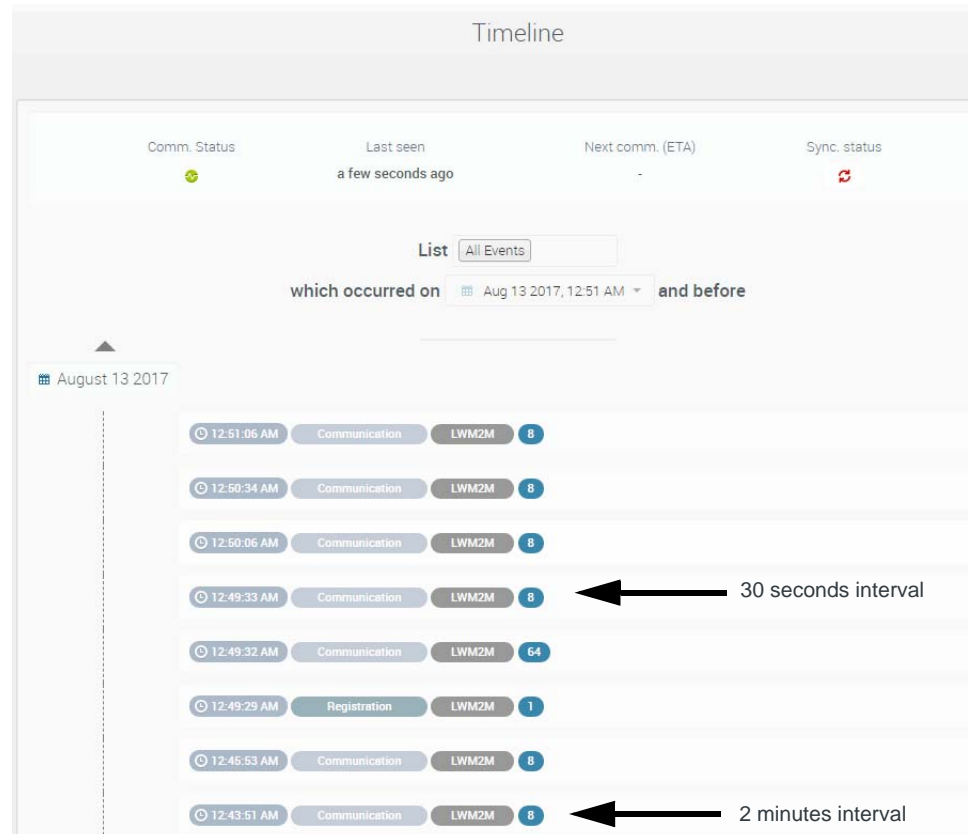 Timeline
Comm. Status Last seen Next comm. (ETA) Sync. status
a few seconds ago -
List All Events
which occurred on Aug 13 2017, 12:51 AM and before
August 13 2017
12:51:06 AM Communication LWM2M 8
12:50:34 AM Communication LWM2M 8
12:50:06 AM Communication LWM2M 8
12:49:33 AM Communication LWM2M 8 30 seconds interval
12:49:32 AM Communication LWM2M 64
12:49:29 AM Registration LWM2M 1
12:45:53 AM Communication LWM2M 8
12:43:51 AM Communication LWM2M 8 2 minutes interval